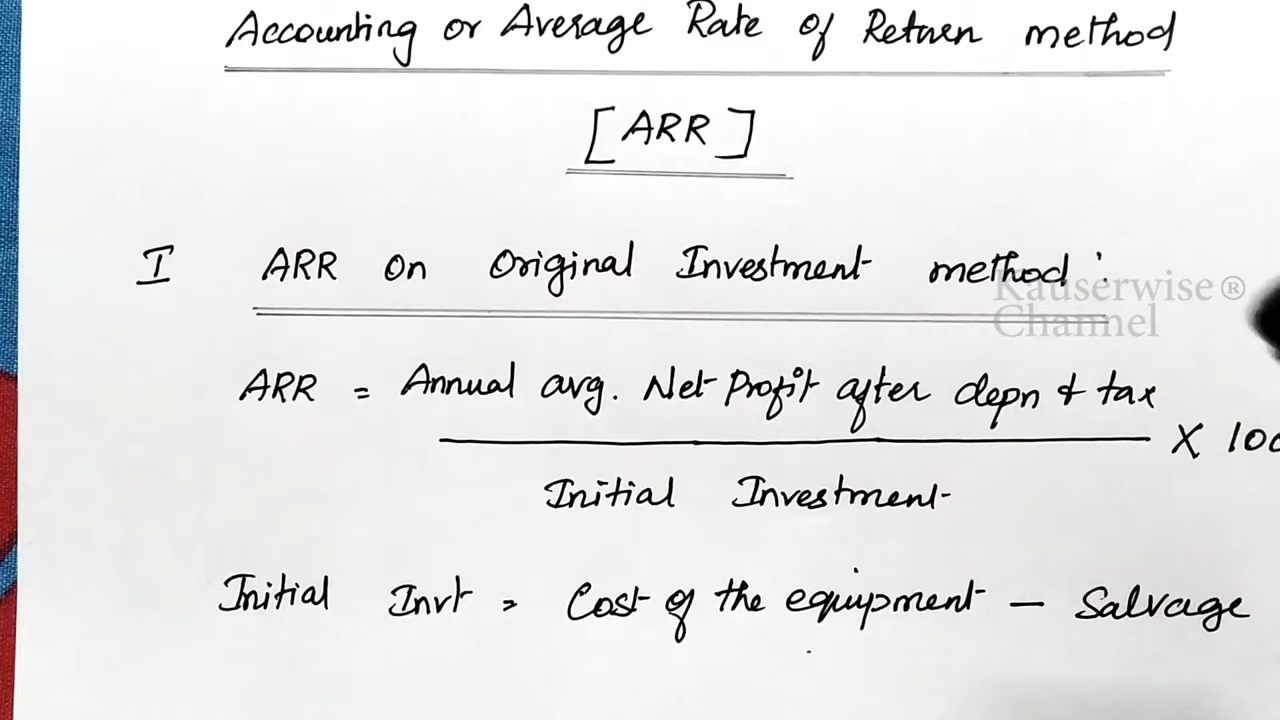 Accounting or Average Rate of Return method
[ARR]
I ARR on Original Investment method:
Kauserwise®
Channel
ARR = Annual avg. Net Profit after depn & tax
X 100
Initial Investment
Initial Invt = Cost of the equipment - Salvage